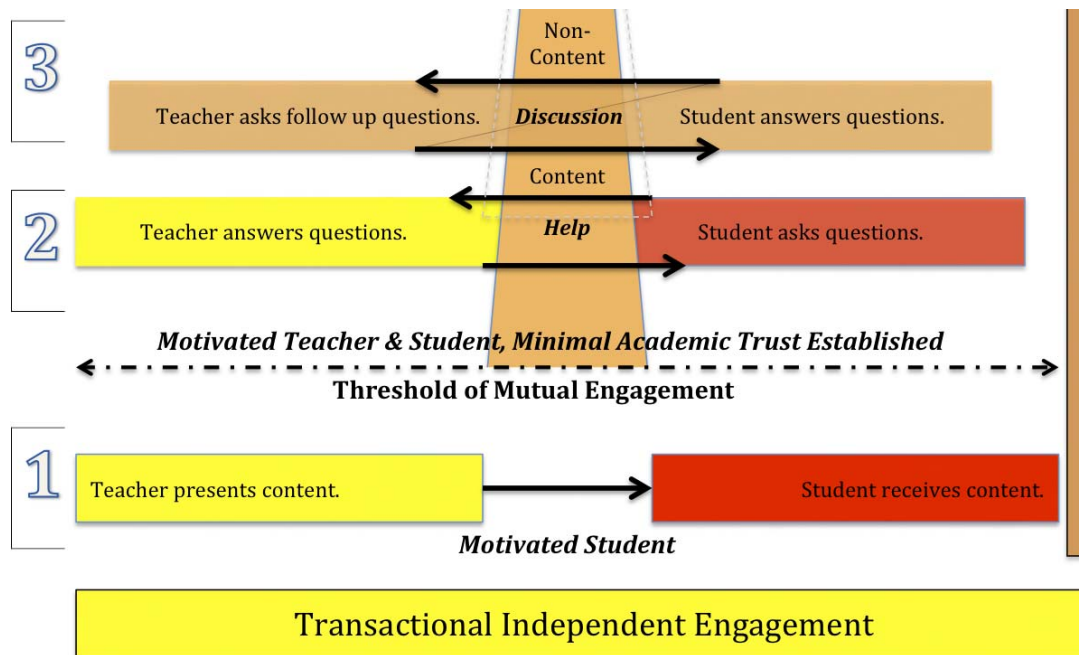 3
Non-
Content
Teacher asks follow up questions.
Discussion
Student answers questions.
Content
2
Teacher answers questions.
Help
Student asks questions.
Motivated Teacher & Student, Minimal Academic Trust Established
Threshold of Mutual Engagement
1
Teacher presents content.
Student receives content.
Motivated Student
Transactional Independent Engagement